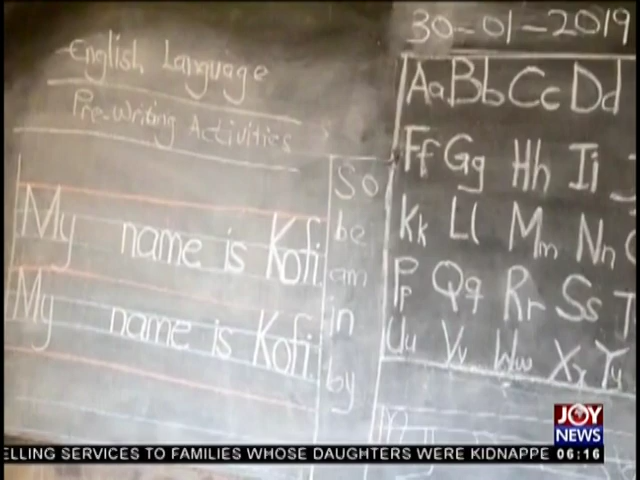 English Language
Pre-Writing Activities
My name is Kofi.
My name is Kofi.
So
be
am
in
by
30-01-2019
Aa Bb Cc Dd
Ff Gg Hh Ii
Kk Ll Mm Nn
Pp Qq Rr Ss T
Uu Vv Ww Xx Yy
JOY
NEWS
ELLING SERVICES TO FAMILIES WHOSE DAUGHTERS WERE KIDNAPPE 06:16